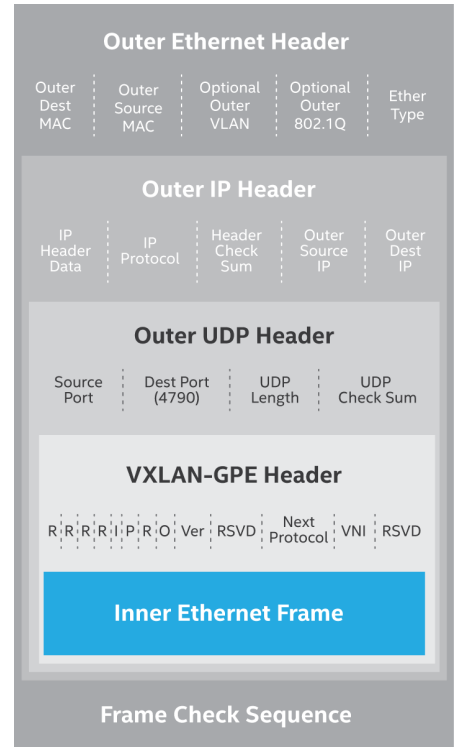 Outer Ethernet Header
Outer Dest MAC
Outer Source MAC
Optional Outer VLAN
Optional Outer 802.1Q
Ether Type
Outer IP Header
IP Header Data
IP Protocol
Header Check Sum
Outer Source IP
Outer Dest IP
Outer UDP Header
Source Port
Dest Port (4790)
UDP Length
UDP Check Sum
VXLAN-GPE Header
R R R R I P R O Ver RSVD Next Protocol VNI RSVD
Inner Ethernet Frame
Frame Check Sequence